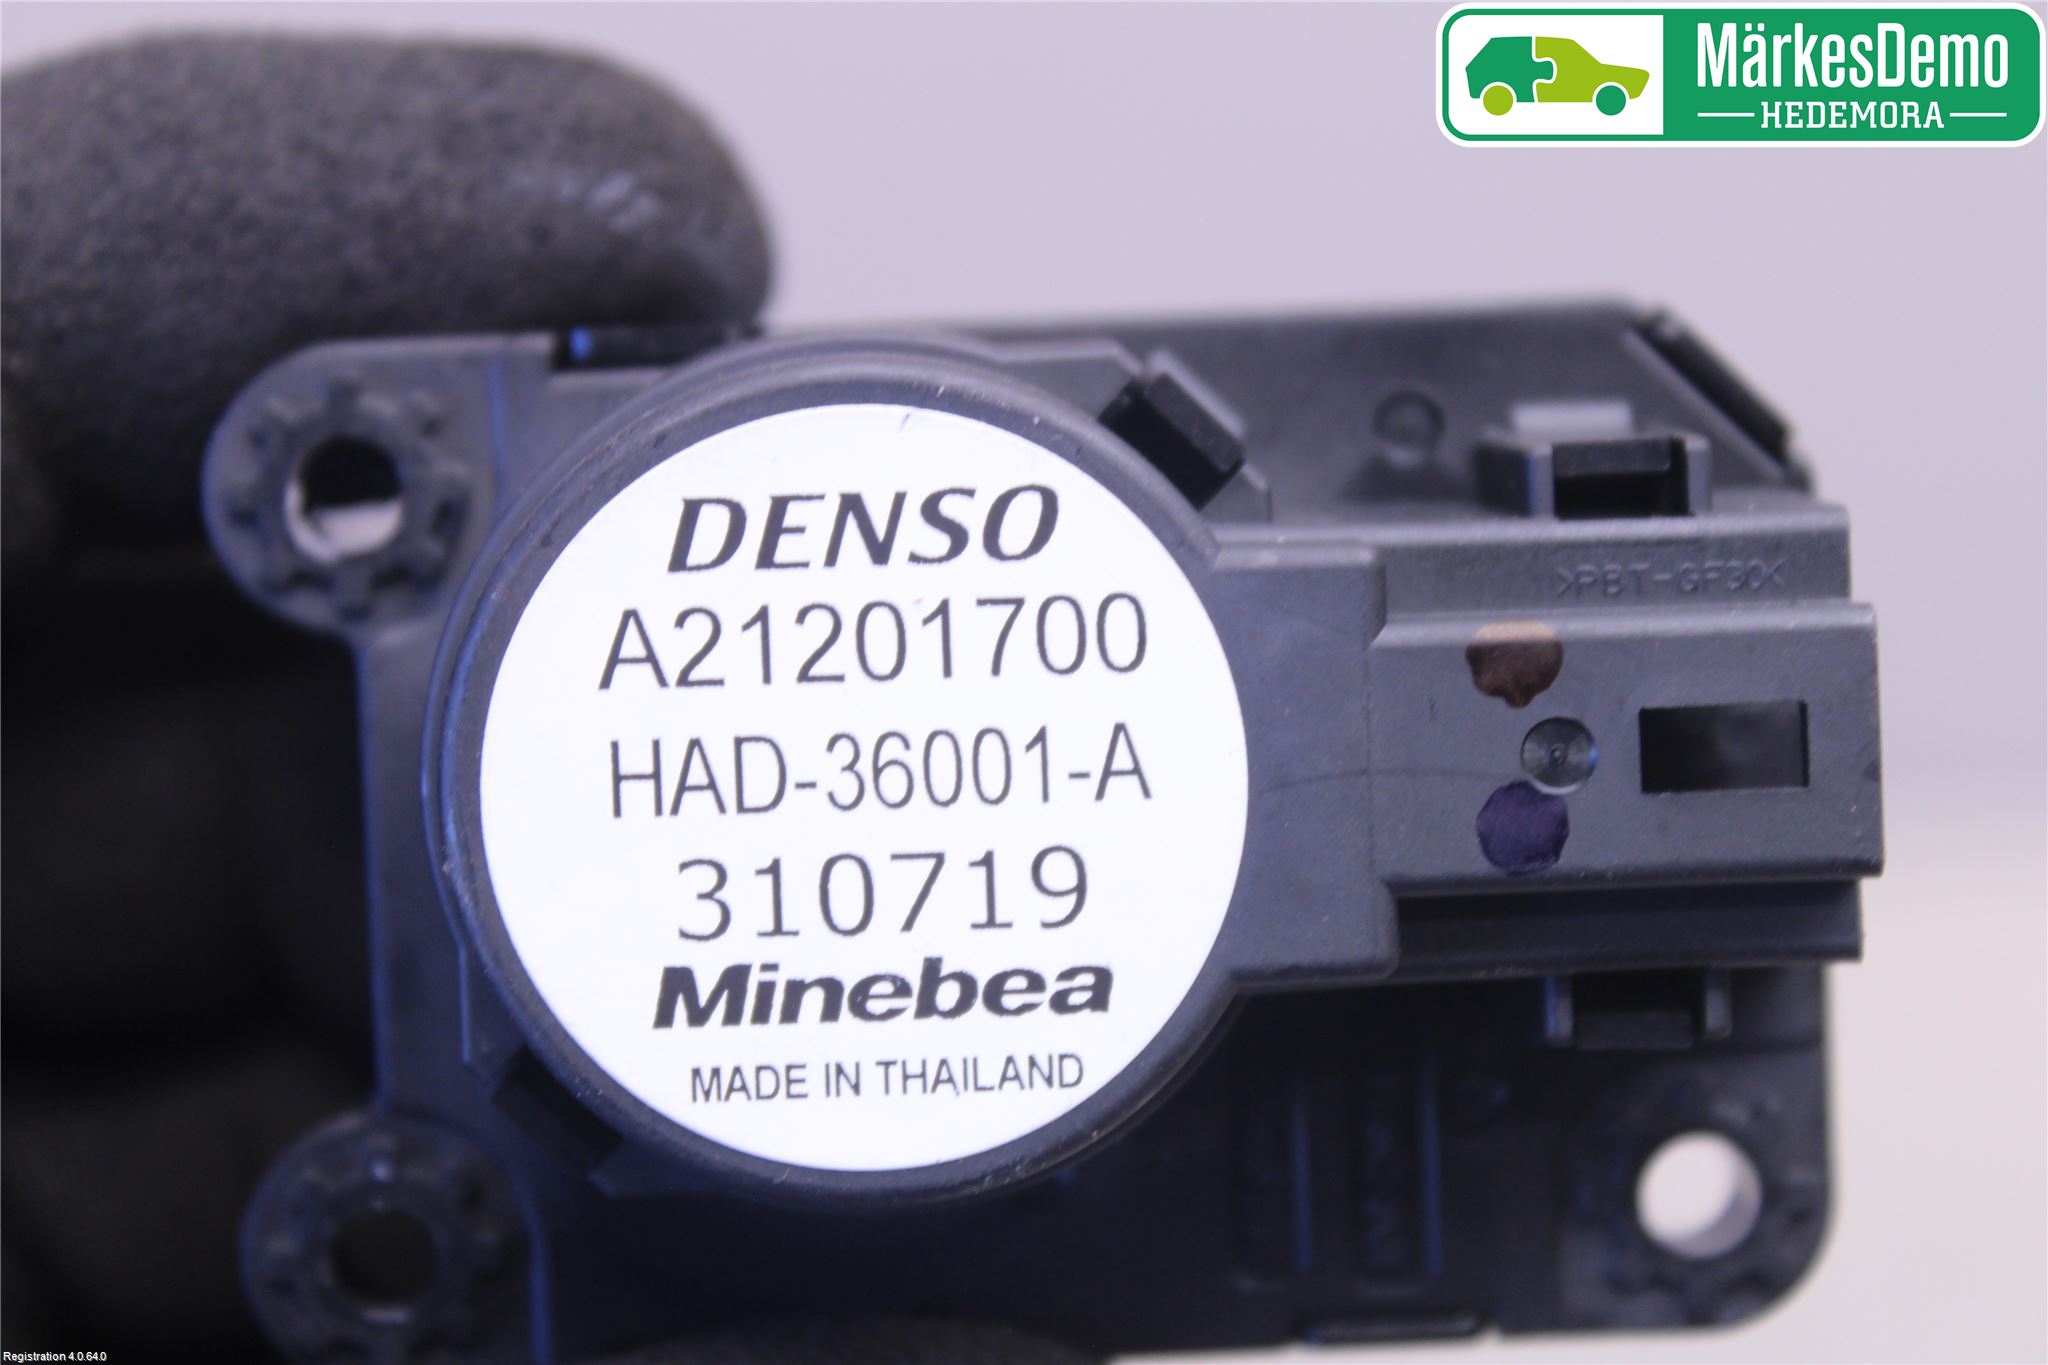 MärkesDemo
HEDEMORA
DENSO
A21201700
HAD-36001-A
310719
Minebea
MADE IN THAILAND
>PBT-GF30<
Registration 4.0.64.0